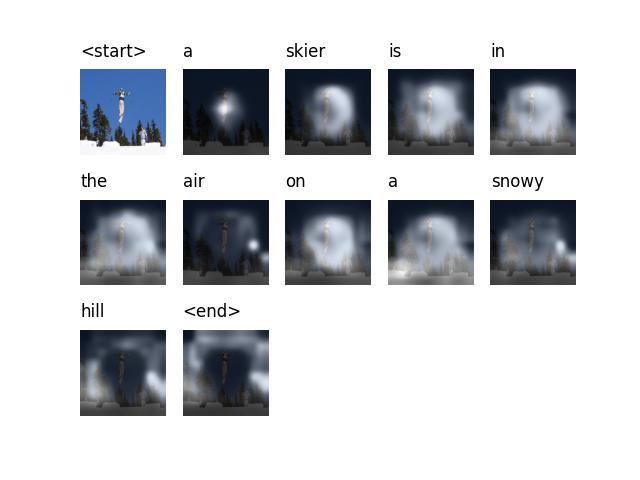 <start> a skier is in
the air on a snowy
hill <end>